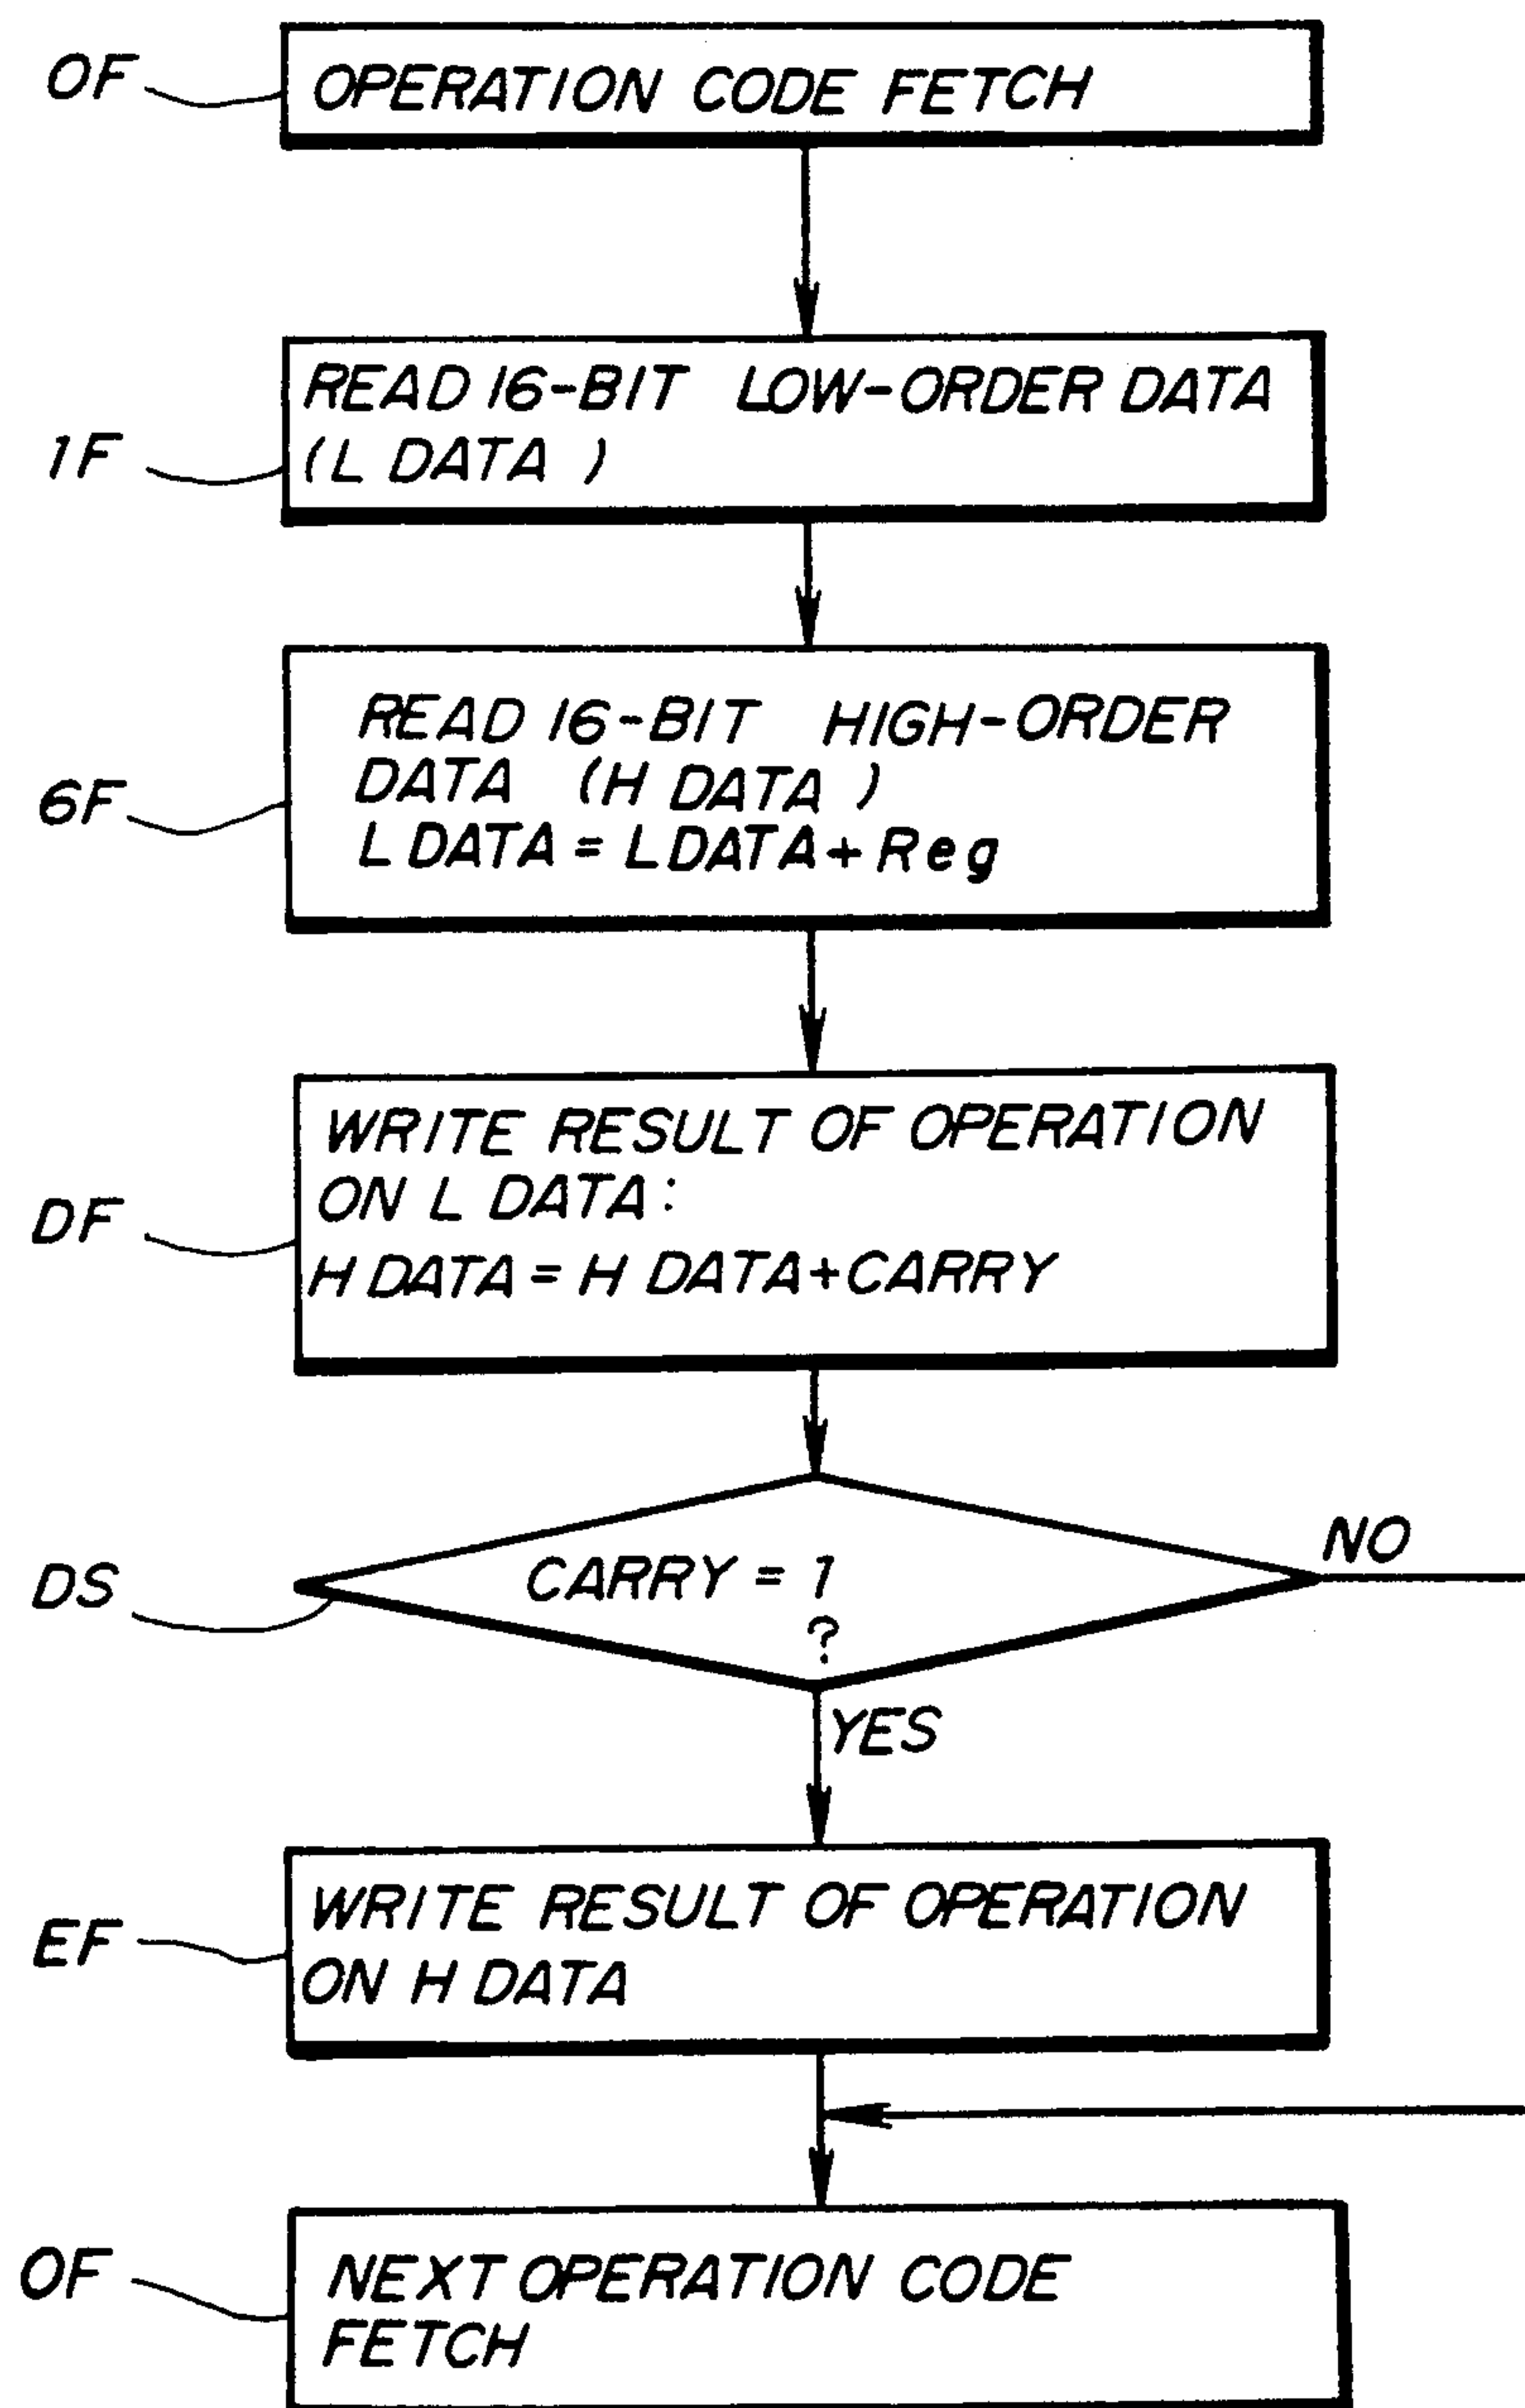 OF
OPERATION CODE FETCH
READ 16-BIT LOW-ORDER DATA
(L DATA )
1F
READ 16-BIT HIGH-ORDER
DATA (H DATA )
L DATA = LDATA + Reg
6F
WRITE RESULT OF OPERATION
ON L DATA:
H DATA = H DATA+CARRY
DF
NO
CARRY = 1
?
DS
YES
WRITE RESULT OF OPERATION
ON H DATA
EF
OF
NEXT OPERATION CODE
FETCH